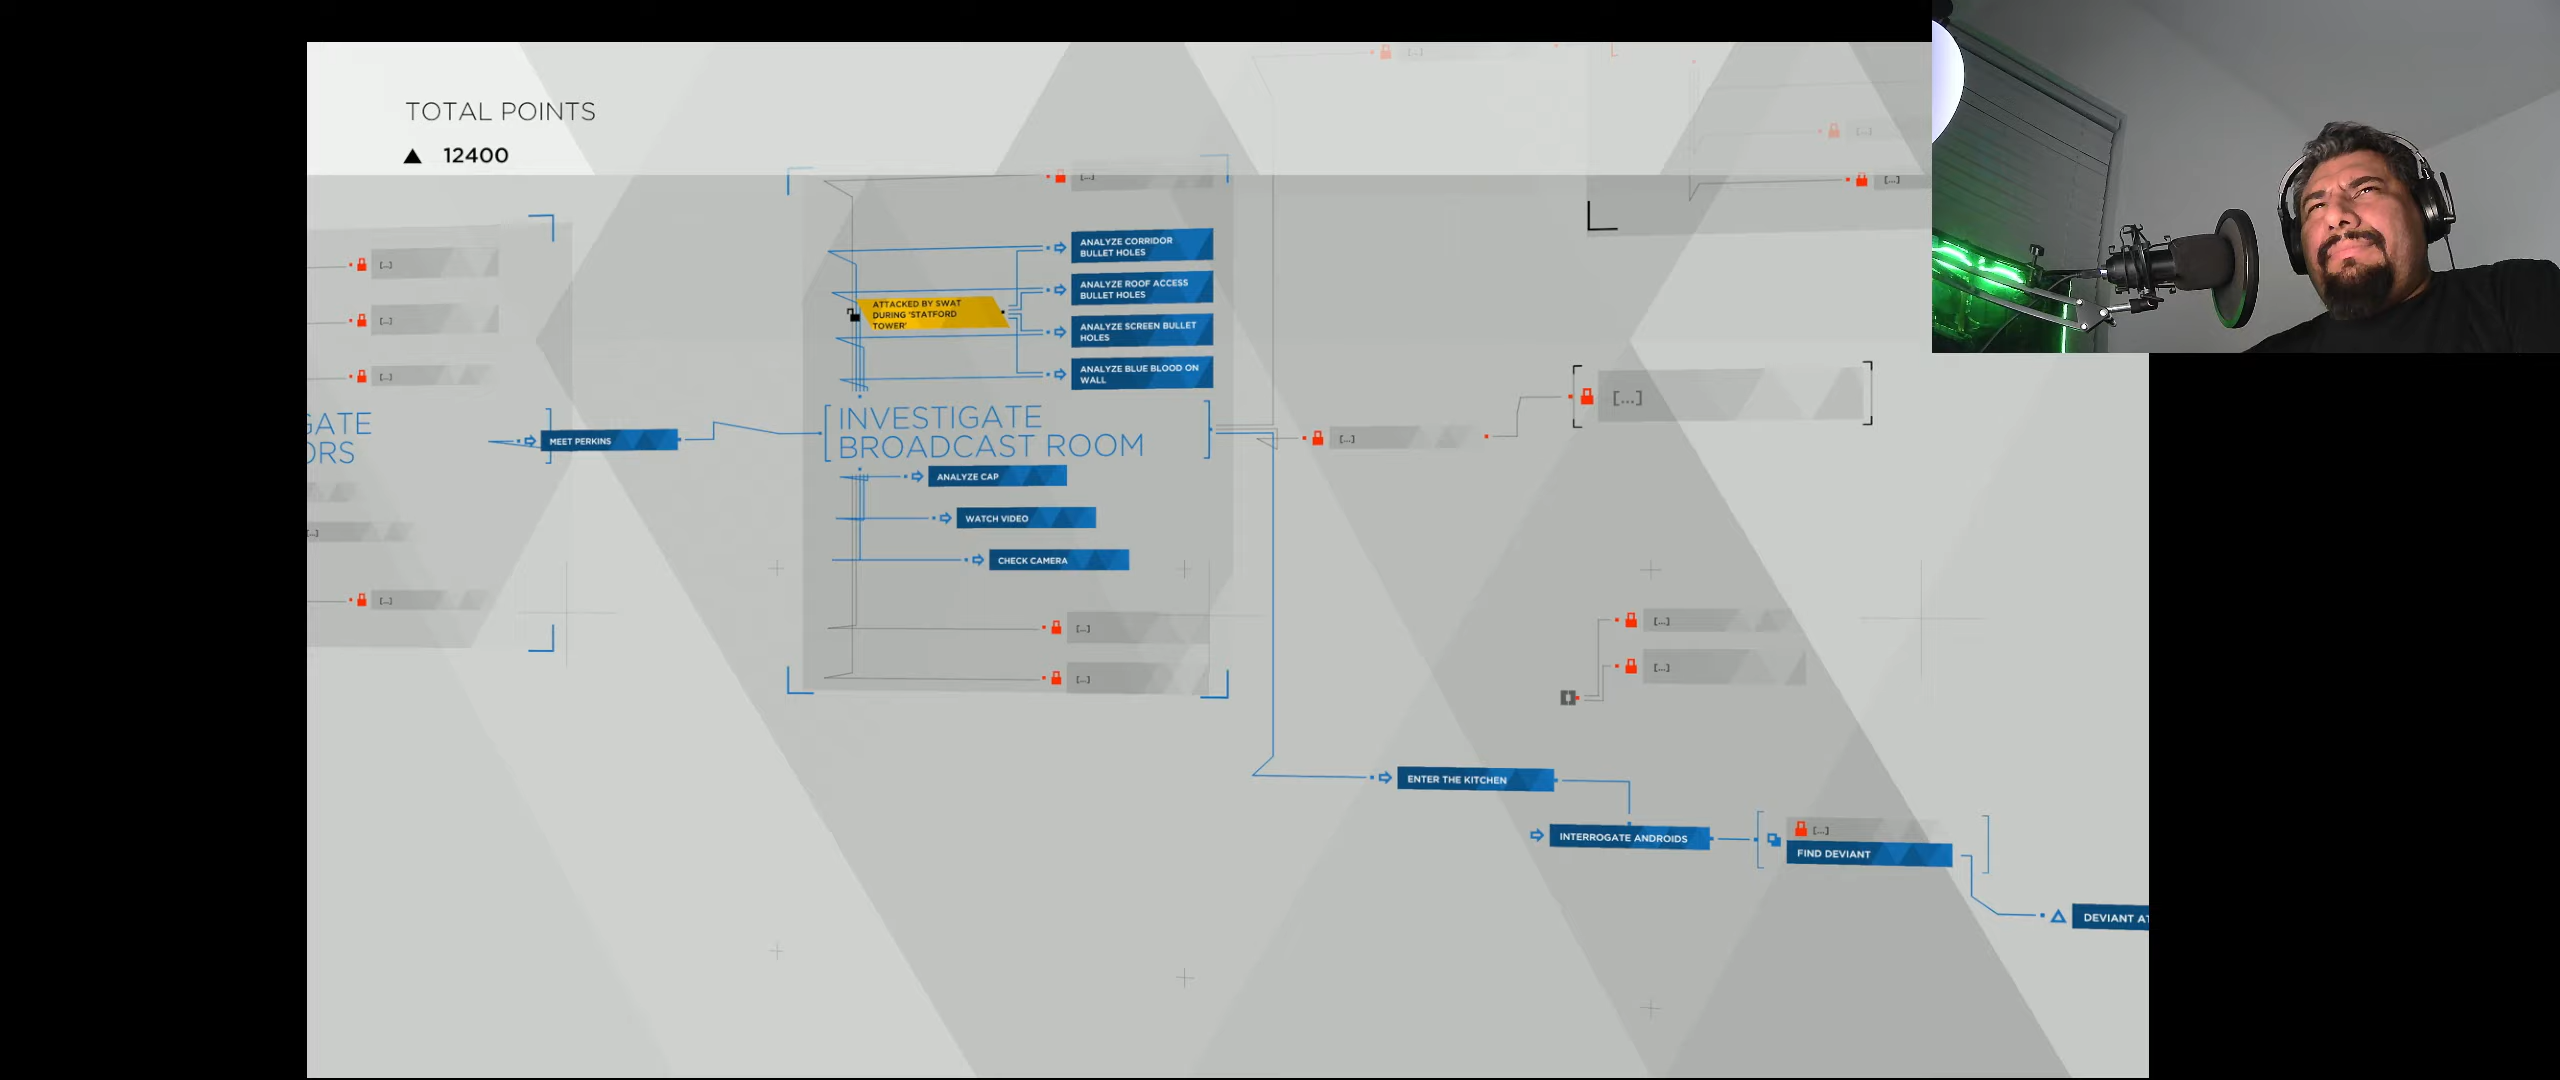 TOTAL POINTS
12400
[...]
[...]
[...]
[...]
[...]
ANALYZE CORRIDOR
BULLET HOLES
[...]
ANALYZE ROOF ACCESS
BULLET HOLES
ATTACKED BY SWAT
DURING 'STATFORD
TOWER'
[...]
ANALYZE SCREEN BULLET
HOLES
[...]
ANALYZE BLUE BLOOD ON
WALL
[...]
GATE
ORS
MEET PERKINS
INVESTIGATE
BROADCAST ROOM
[...]
ANALYZE CAP
WATCH VIDEO
[...]
CHECK CAMERA
[...]
[...]
[...]
[...]
[...]
ENTER THE KITCHEN
INTERROGATE ANDROIDS
[...]
FIND DEVIANT
DEVIANT AT